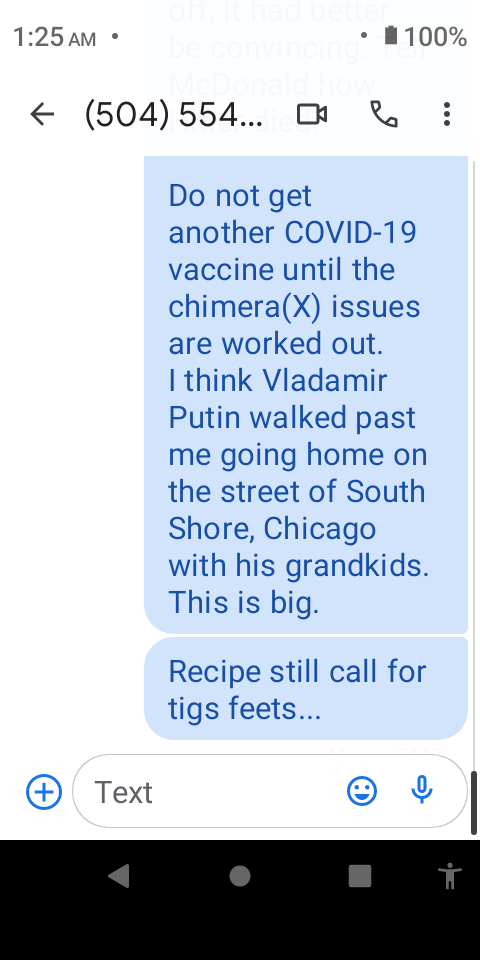 off, it had better
1:25 AM • • 100%
be convincing. Tell
McDonald how
(504) 554...
Hitler died!
Do not get
another COVID-19
vaccine until the
chimera(X) issues
are worked out.
I think Vladamir
Putin walked past
me going home on
the street of South
Shore, Chicago
with his grandkids.
This is big.
Recipe still call for
tigs feets...
Text